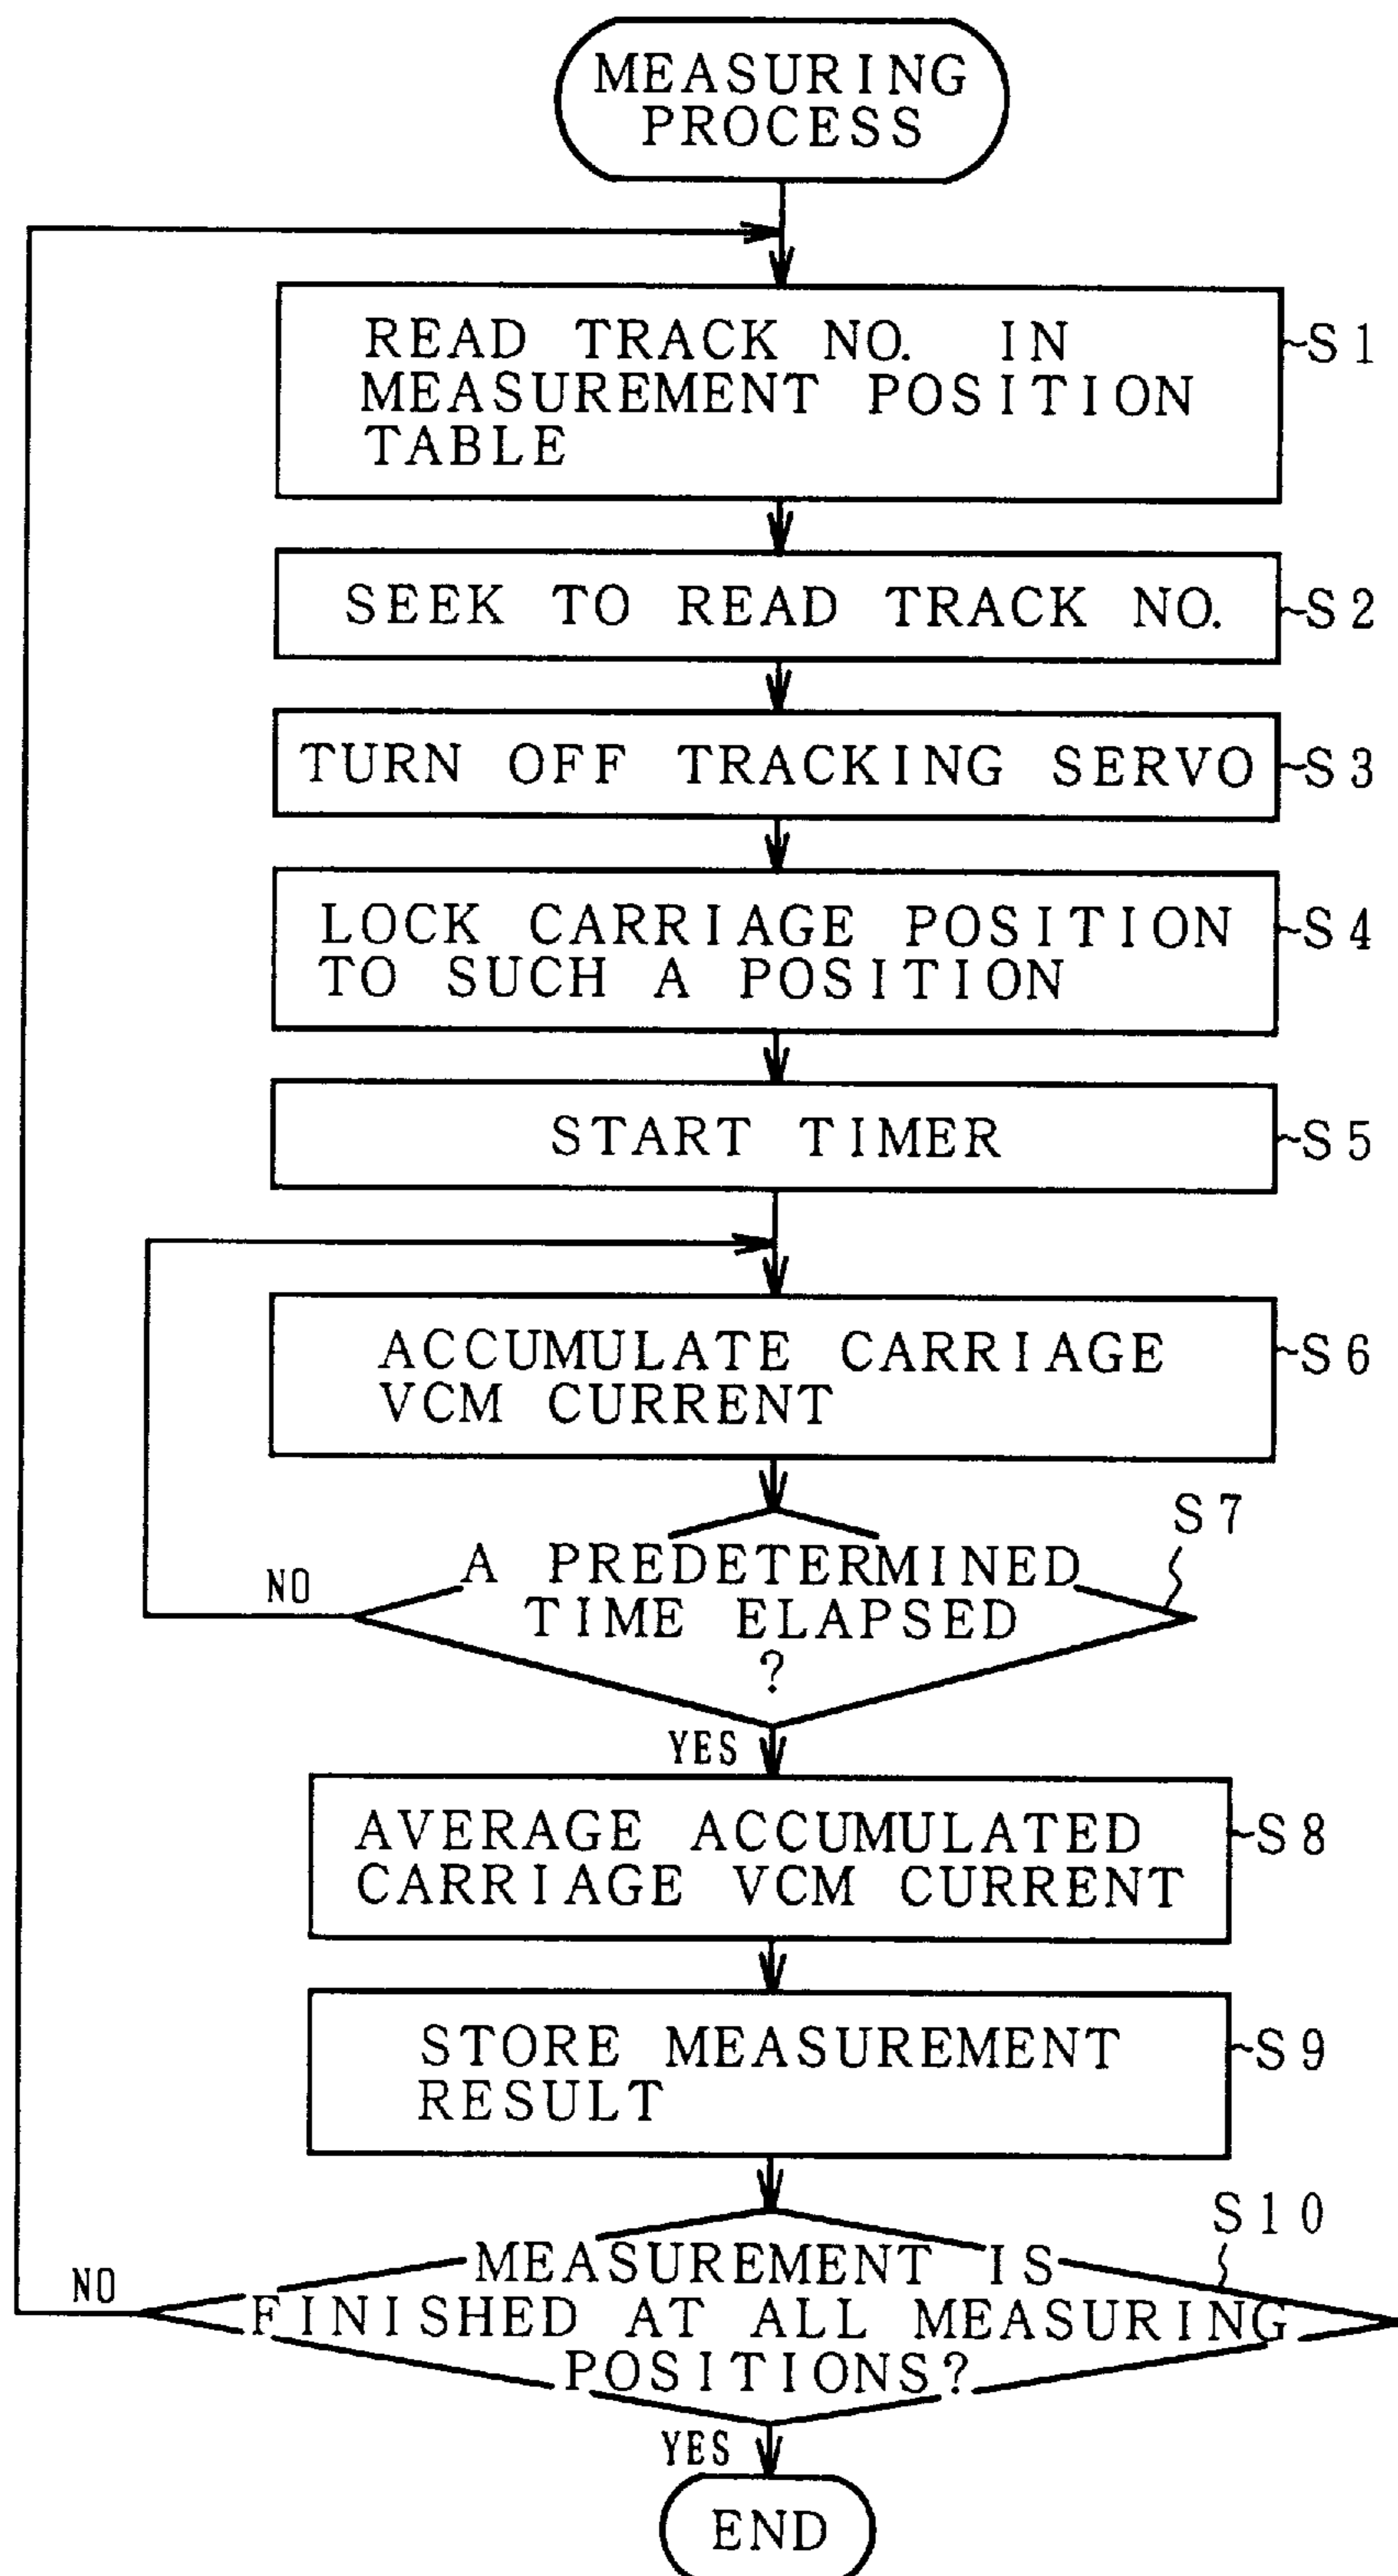 MEASURING
PROCESS
READ TRACK NO. IN
MEASUREMENT POSITION
TABLE
S1
SEEK TO READ TRACK NO.
S2
TURN OFF TRACKING SERVO
S3
LOCK CARRIAGE POSITION
TO SUCH A POSITION
S4
START TIMER
S5
ACCUMULATE CARRIAGE
VCM CURRENT
S6
S7
A PREDETERMINED
TIME ELAPSED
?
NO
YES
AVERAGE ACCUMULATED
CARRIAGE VCM CURRENT
S8
STORE MEASUREMENT
RESULT
S9
S10
MEASUREMENT IS
FINISHED AT ALL MEASURING
POSITIONS?
NO
YES
END